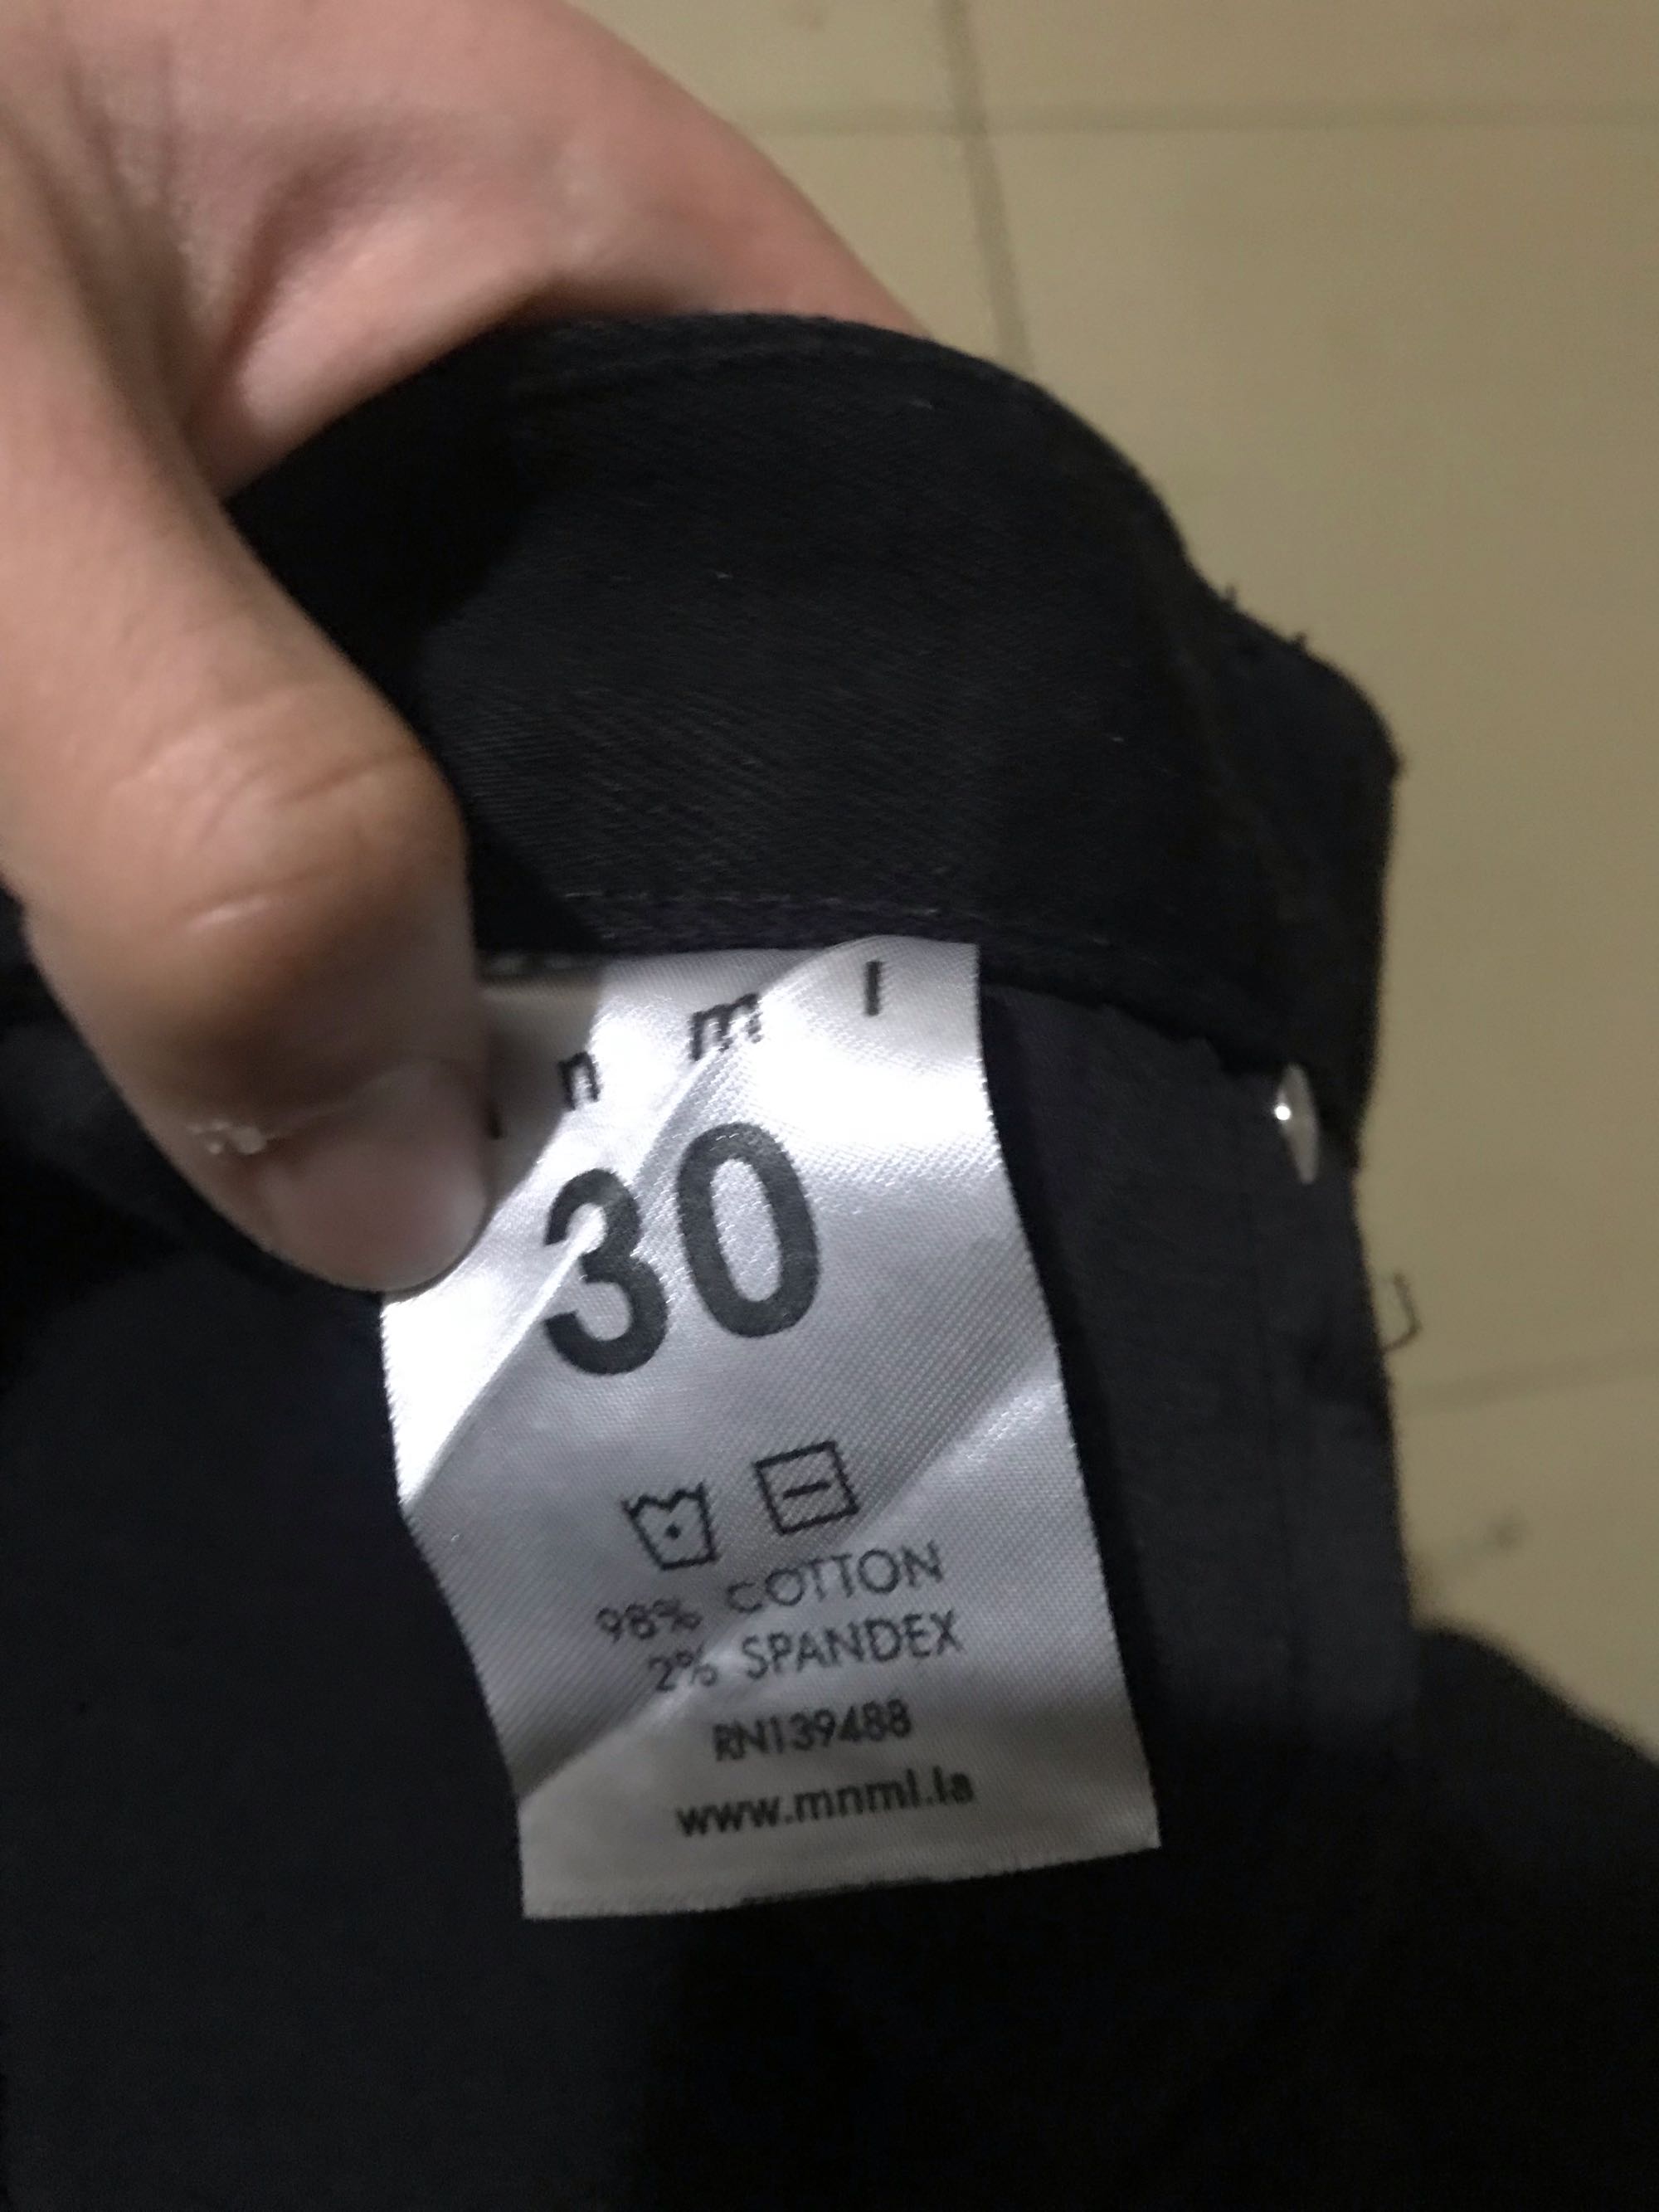 n m l
30
98% COTTON
2% SPANDEX
RN139488
www.mnml.la